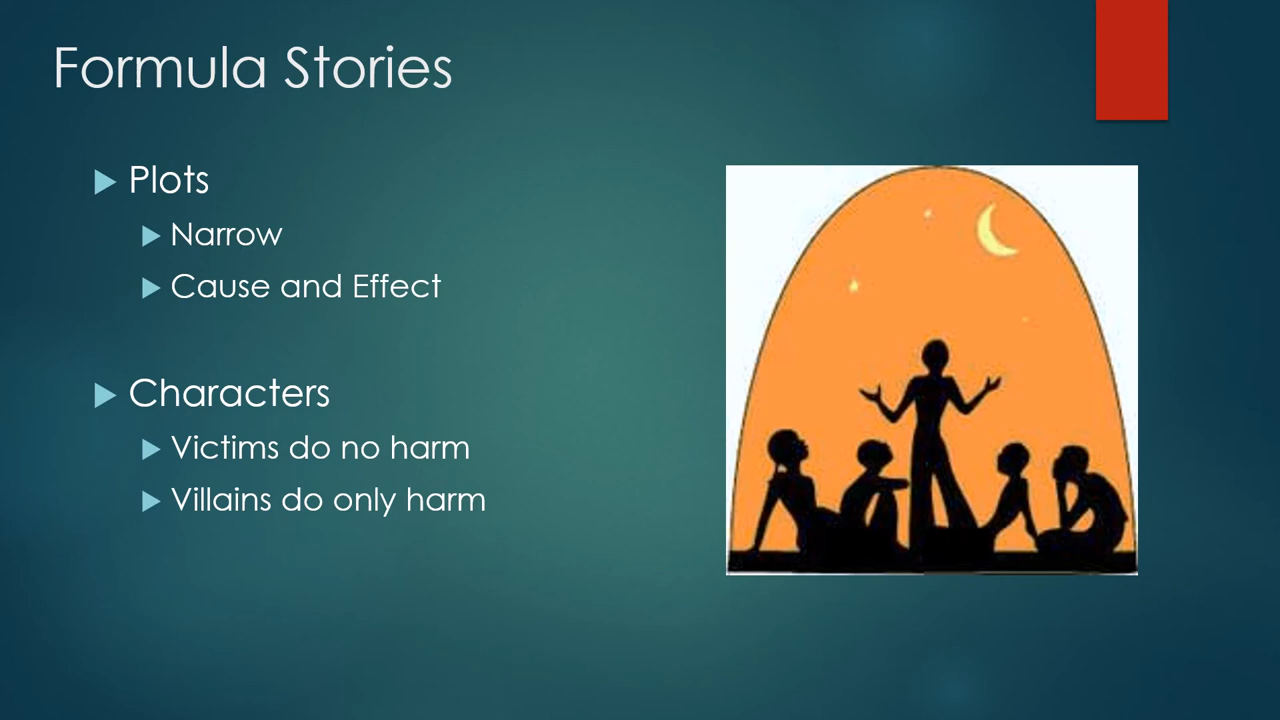 Formula Stories
Plots
Narrow
Cause and Effect
Characters
Victims do no harm
Villains do only harm